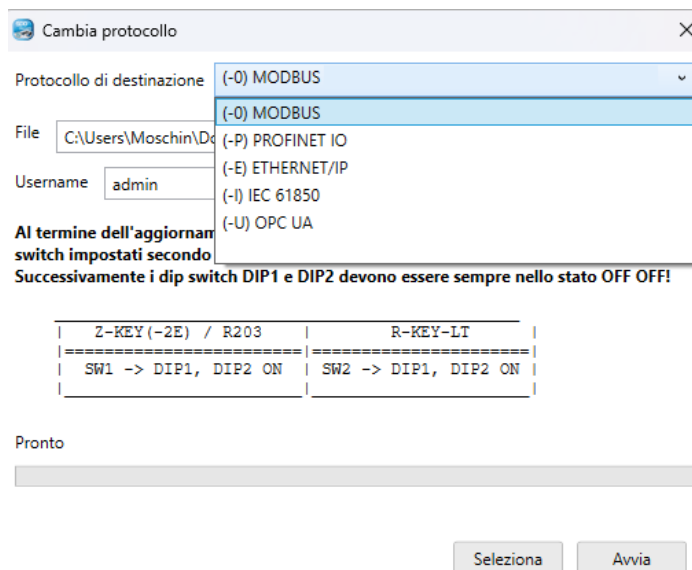 Cambia protocollo
Protocollo di destinazione (-0) MODBUS
(-0) MODBUS
(-P) PROFINET IO
(-E) ETHERNET/IP
(-I) IEC 61850
(-U) OPC UA
File C:\Users\Moschin\Do
Username admin
Al termine dell'aggiornam
switch impostati secondo
Successivamente i dip switch DIP1 e DIP2 devono essere sempre nello stato OFF OFF!
| Z-KEY(-2E) / R203 | R-KEY-LT |
|========================|======================|
| SW1 -> DIP1, DIP2 ON | SW2 -> DIP1, DIP2 ON |
Pronto
Seleziona Avvia